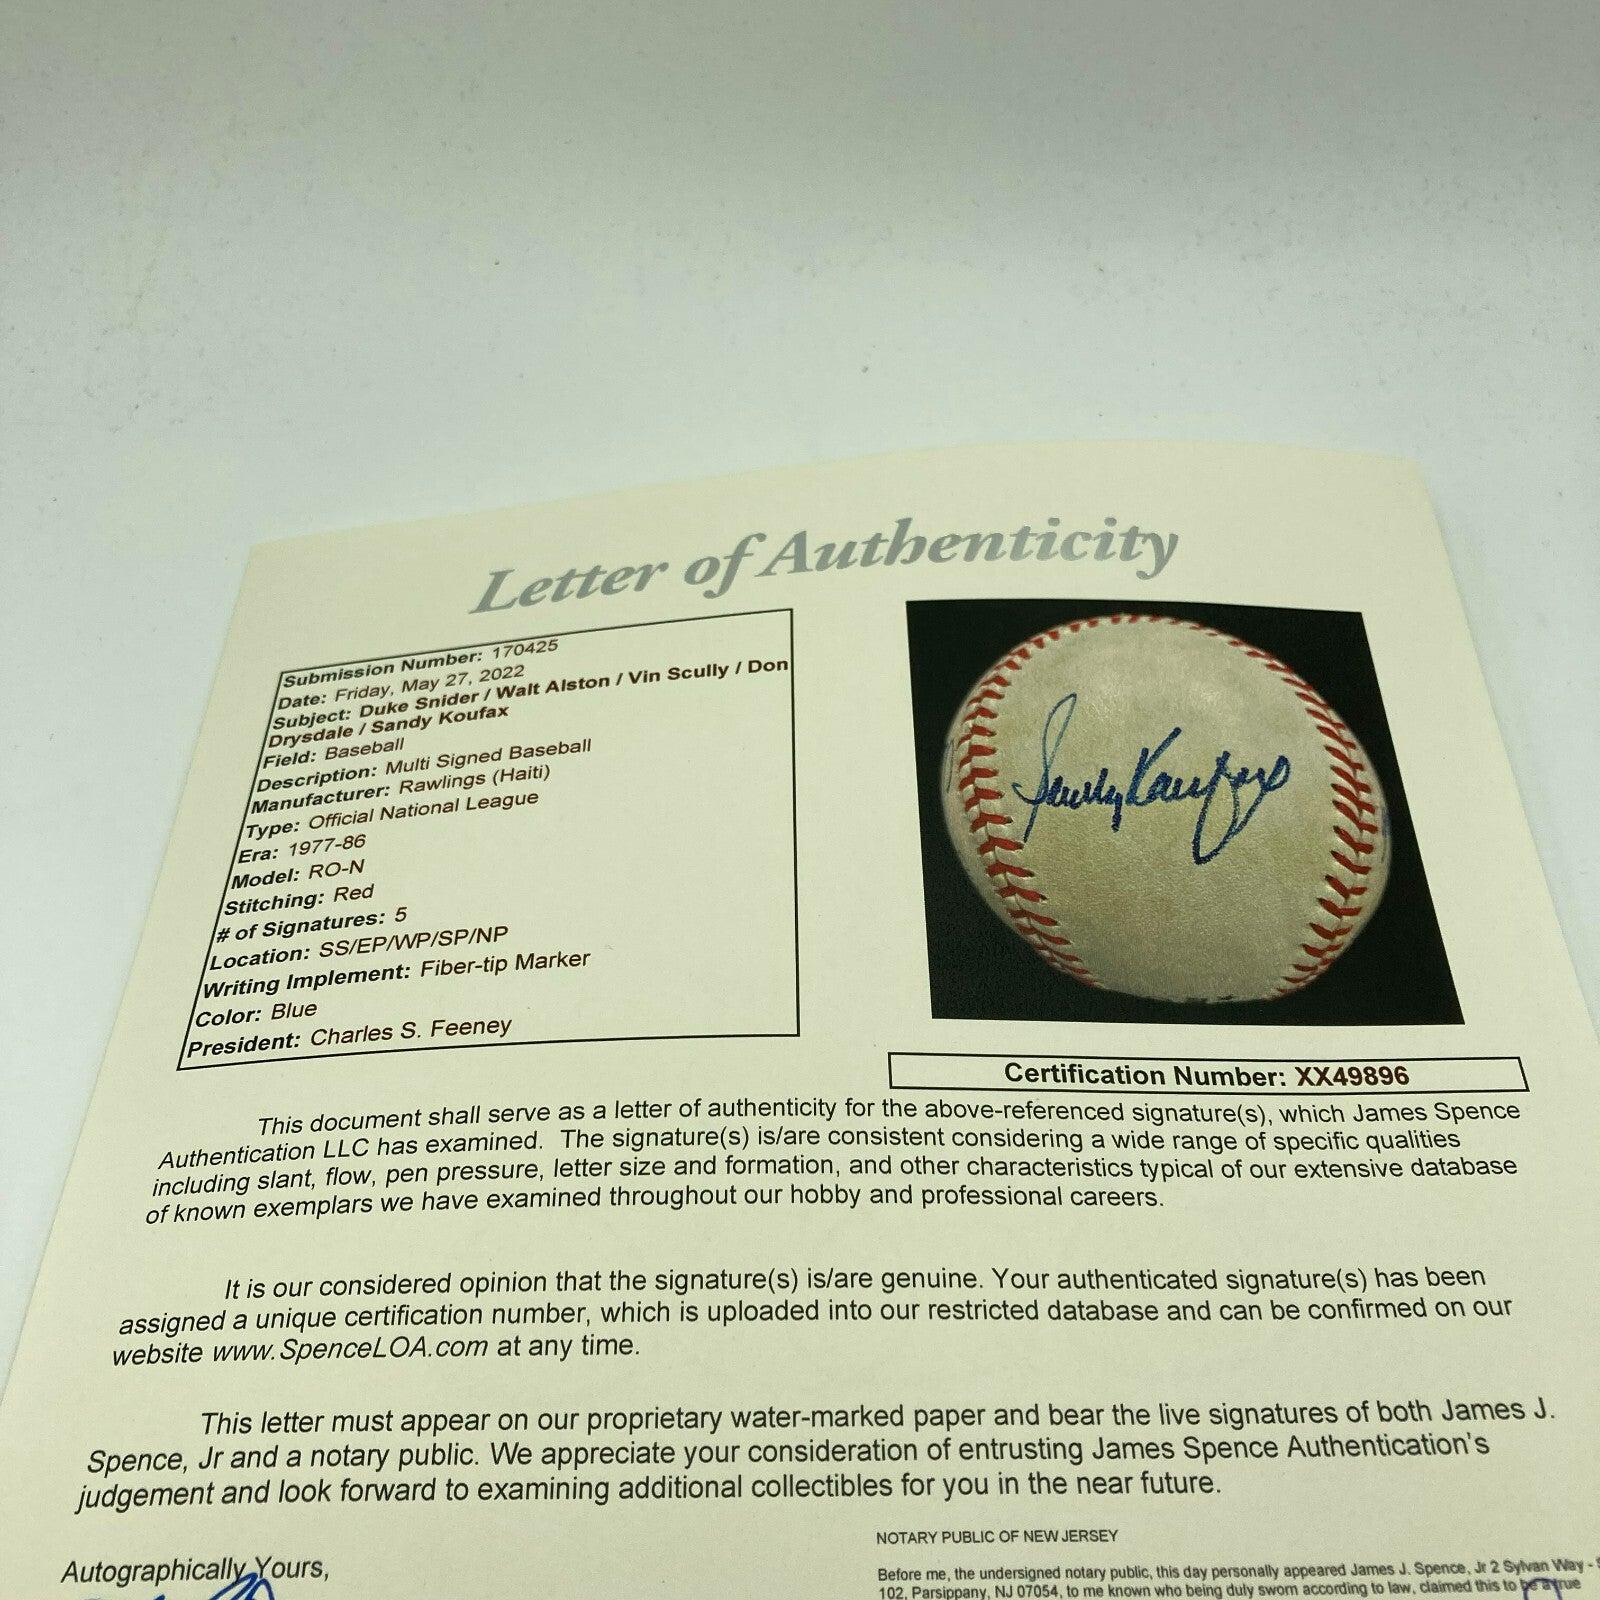 Letter of Authenticity
Submission Number: 170425
Date: Friday, May 27, 2022
Subject: Duke Snider / Walt Alston / Vin Scully / Don
Drysdale / Sandy Koufax
Field: Baseball
Description: Multi Signed Baseball
Manufacturer: Rawlings (Haiti)
Type: Official National League
Era: 1977-86
Model: RO-N
Stitching: Red
# of Signatures: 5
Location: SS/EP/WP/SP/NP
Writing Implement: Fiber-tip Marker
Color: Blue
President: Charles S. Feeney
Sandy Koufax
Certification Number: XX49896
This document shall serve as a letter of authenticity for the above-referenced signature(s), which James Spence
Authentication LLC has examined. The signature(s) is/are consistent considering a wide range of specific qualities
including slant, flow, pen pressure, letter size and formation, and other characteristics typical of our extensive database
of known exemplars we have examined throughout our hobby and professional careers.
It is our considered opinion that the signature(s) is/are genuine. Your authenticated signature(s) has been
assigned a unique certification number, which is uploaded into our restricted database and can be confirmed on our
website www.SpenceLOA.com at any time.
This letter must appear on our proprietary water-marked paper and bear the live signatures of both James J.
Spence, Jr and a notary public. We appreciate your consideration of entrusting James Spence Authentication's
judgement and look forward to examining additional collectibles for you in the near future.
Autographically Yours,
NOTARY PUBLIC OF NEW JERSEY
Before me, the undersigned notary public, this day personally appeared James J. Spence, Jr 2 Sylvan Way -
102, Parsippany, NJ 07054, to me known who being duly sworn according to law, claimed this to be a true